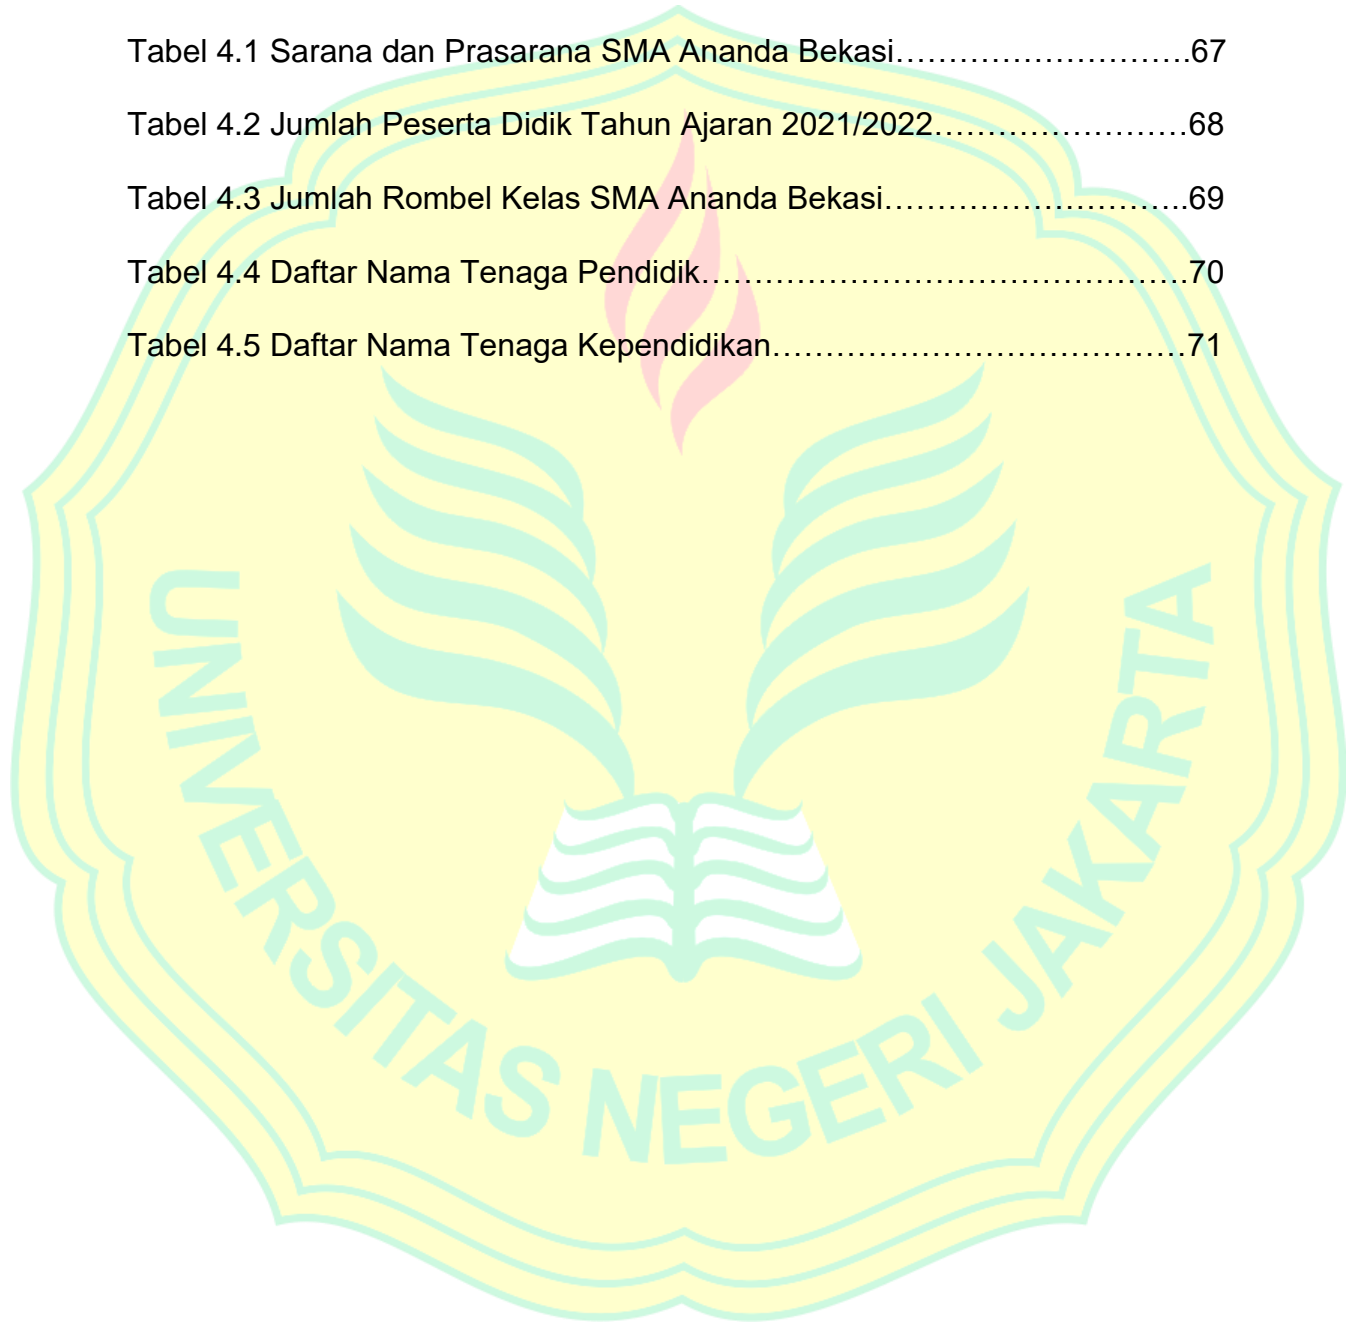 Tabel 4.1 Sarana dan Prasarana SMA Ananda Bekasi……………………….67
Tabel 4.2 Jumlah Peserta Didik Tahun Ajaran 2021/2022……………………68
Tabel 4.3 Jumlah Rombel Kelas SMA Ananda Bekasi………………………..69
Tabel 4.4 Daftar Nama Tenaga Pendidik……………………………………….70
Tabel 4.5 Daftar Nama Tenaga Kependidikan…………………………………71
UNIVERSITAS NEGERI JAKARTA